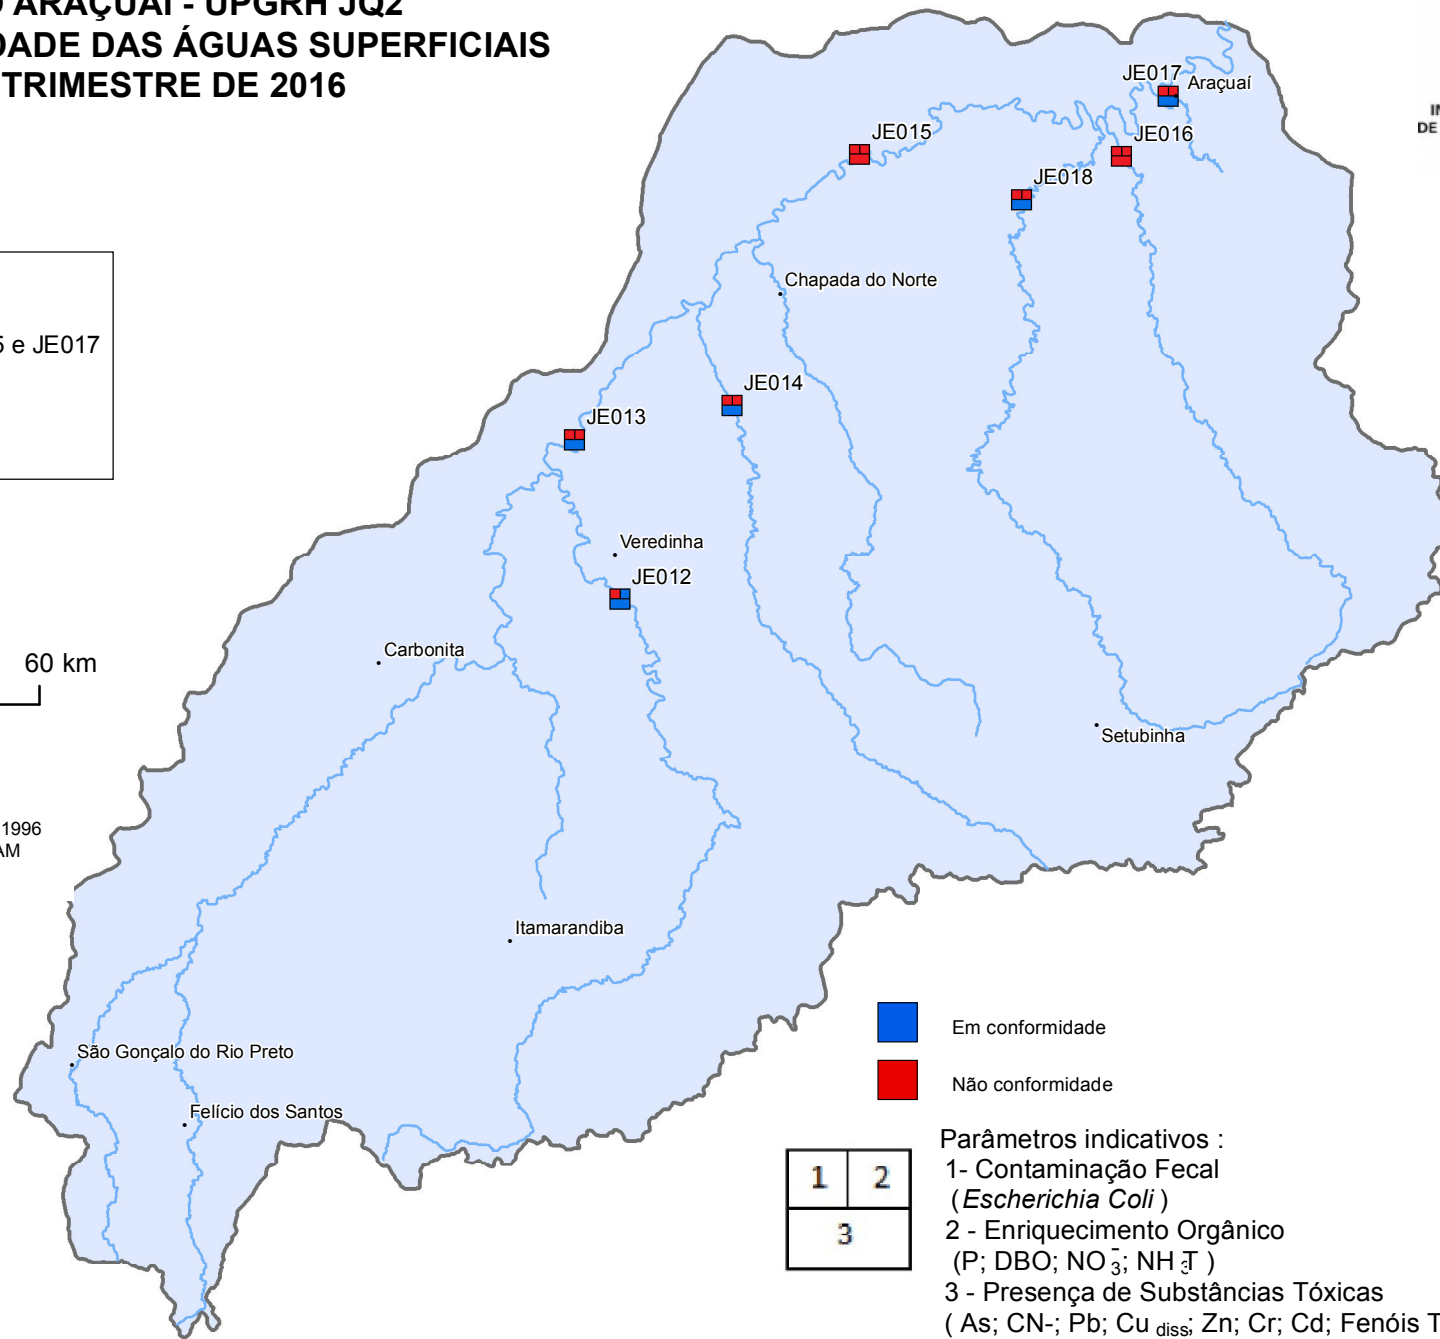 ARAÇUAÍ - UPGRH JQ2
DADE DAS ÁGUAS SUPERFICIAIS
TRIMESTRE DE 2016
JE017
Araçuaí
DE
JE015
JE016
JE018
Chapada do Norte
e JE017
JE014
JE013
Veredinha
JE012
Carbonita
60 km
Setubinha
1996
AM
Itamarandiba
São Gonçalo do Rio Preto
Felício dos Santos
Em conformidade
Não conformidade
Parâmetros indicativos :
1- Contaminação Fecal
(Escherichia Coli )
2 - Enriquecimento Orgânico
(P; DBO; NO3-; NH3T )
3 - Presença de Substâncias Tóxicas
( As; CN-; Pb; Cu diss; Zn; Cr; Cd; Fenóis T
1 2
3